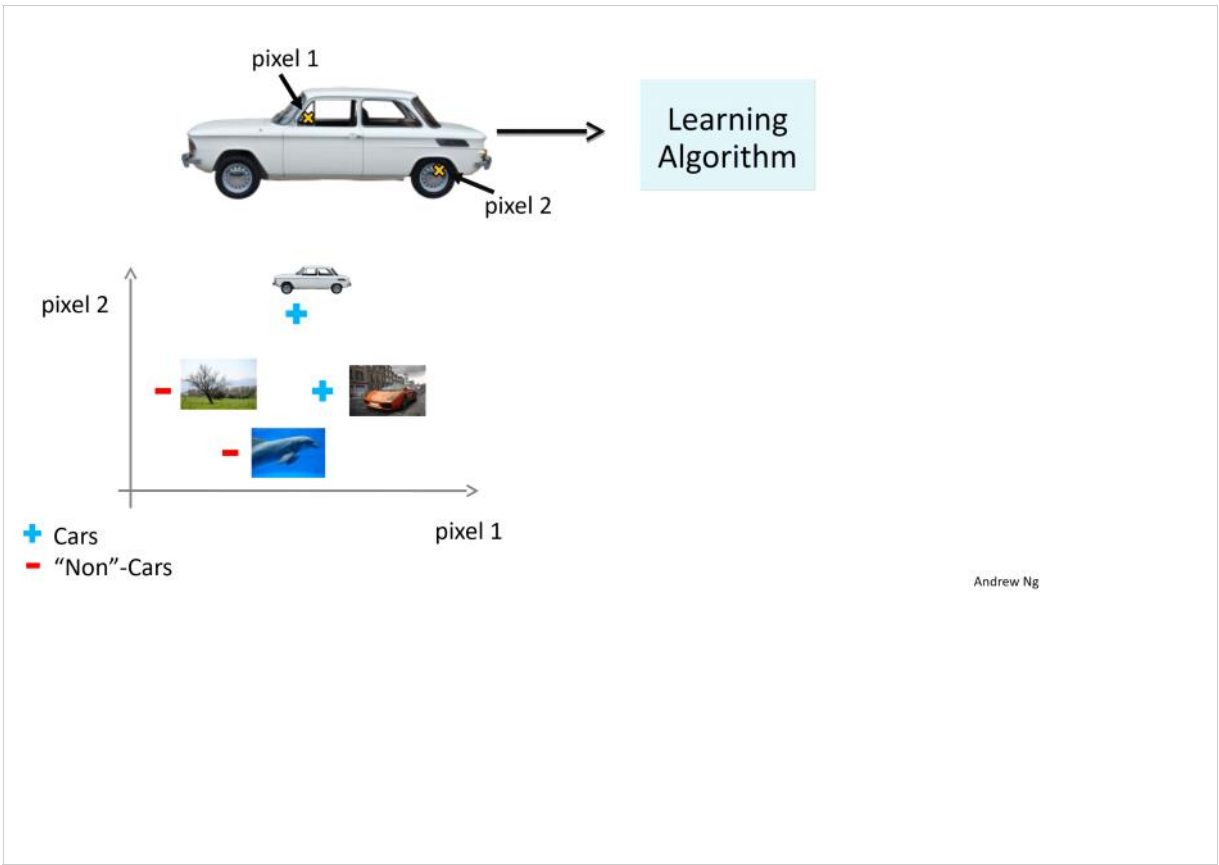 pixel 1
Learning
Algorithm
pixel 2
pixel 2
pixel 1
Cars
“Non”-Cars
Andrew Ng